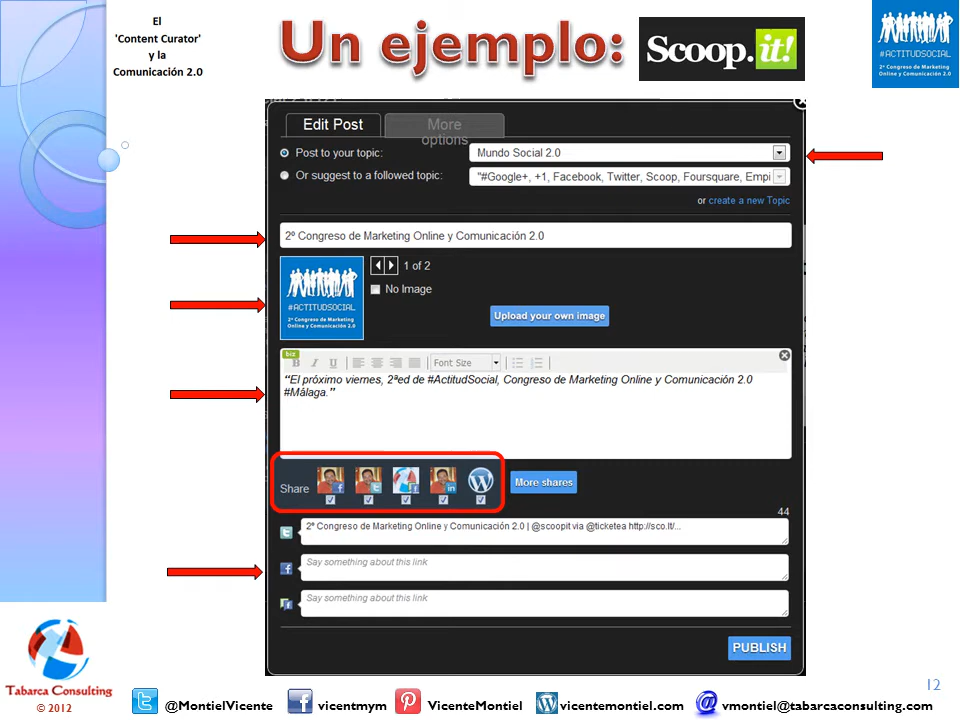 El
'Content Curator'
y la
Comunicación 2.0
Un ejemplo:
Scoop.it!
#ACTITUDSOCIAL
2º Congreso de Marketing
Online y Comunicación 2.0
Edit Post
More
options
Post to your topic:
Mundo Social 2.0
Or suggest to a followed topic:
"#Google+, +1, Facebook, Twitter, Scoop, Foursquare, Empi
or create a new Topic
2º Congreso de Marketing Online y Comunicación 2.0
1 of 2
No Image
#ACTITUDSOCIAL
2º Congreso de Marketing
Online y Comunicación 2.0
Upload your own image
biz
B I U Font Size
“El próximo viernes, 2ªed de #ActitudSocial, Congreso de Marketing Online y Comunicación 2.0
#Málaga.”
Share
More shares
44
2º Congreso de Marketing Online y Comunicación 2.0 | @scoopit via @ticketea http://sco.lt/...
Say something about this link
Say something about this link
PUBLISH
Tabarca Consulting
© 2012
12
@MontielVicente vicentmym VicenteMontiel vicentemontiel.com vmontiel@tabarcaconsulting.com